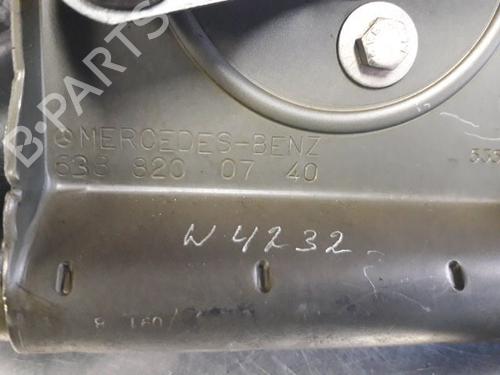 B-PARTS
MERCEDES-BENZ
638 820 07 40
N 4232